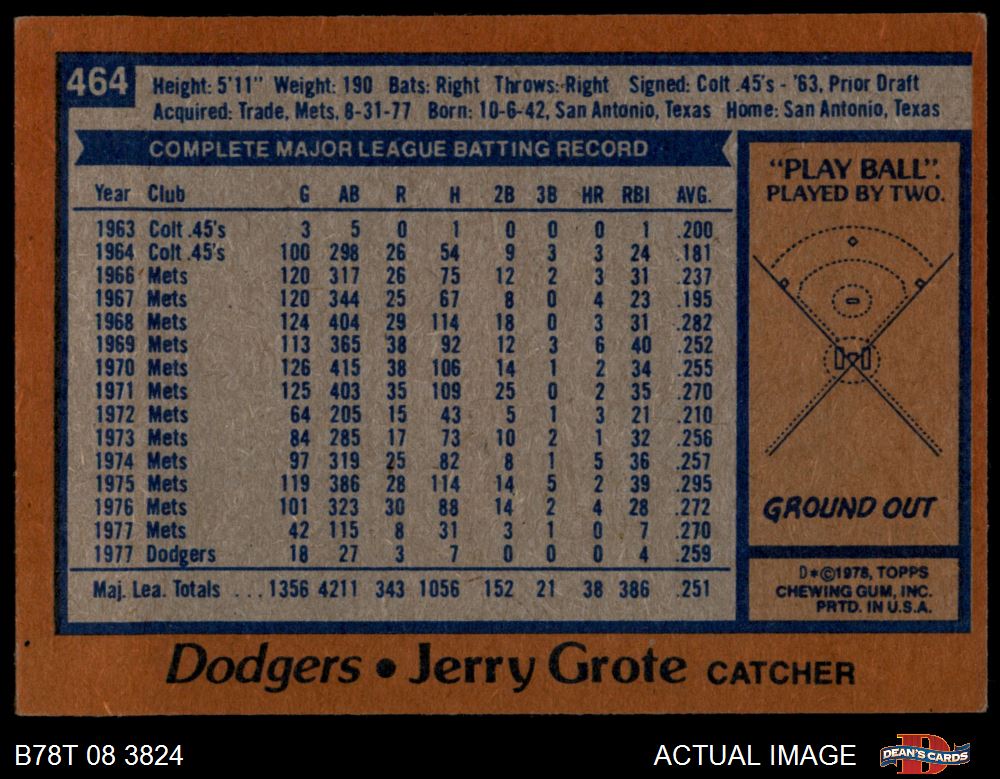 464
Height: 5'11" Weight: 190 Bats: Right Throws: Right Signed: Colt .45's - '63, Prior Draft
Acquired: Trade, Mets, 8-31-77 Born: 10-6-42, San Antonio, Texas Home: San Antonio, Texas
COMPLETE MAJOR LEAGUE BATTING RECORD
Year Club G AB R H 2B 3B HR RBI AVG.
1963 Colt .45's 3 5 0 1 0 0 0 1 .200
1964 Colt .45's 100 298 26 54 9 3 3 24 .181
1966 Mets 120 317 26 75 12 2 3 31 .237
1967 Mets 120 344 25 67 8 0 4 23 .195
1968 Mets 124 404 29 114 18 0 3 31 .282
1969 Mets 113 365 38 92 12 3 6 40 .252
1970 Mets 126 415 38 106 14 1 2 34 .255
1971 Mets 125 403 35 109 25 0 2 35 .270
1972 Mets 64 205 15 43 5 1 3 21 .210
1973 Mets 84 285 17 73 10 2 1 32 .256
1974 Mets 97 319 25 82 8 1 5 36 .257
1975 Mets 119 386 28 114 14 5 2 39 .295
1976 Mets 101 323 30 88 14 2 4 28 .272
1977 Mets 42 115 8 31 3 1 0 7 .270
1977 Dodgers 18 27 3 7 0 0 0 4 .259
Maj. Lea. Totals ... 1356 4211 343 1056 152 21 38 386 .251
"PLAY BALL".
PLAYED BY TWO.
GROUND OUT
D*©1978, TOPPS
CHEWING GUM, INC.
PRTD. IN U.S.A.
Dodgers • Jerry Grote CATCHER
B78T 08 3824
ACTUAL IMAGE
DEAN'S CARDS